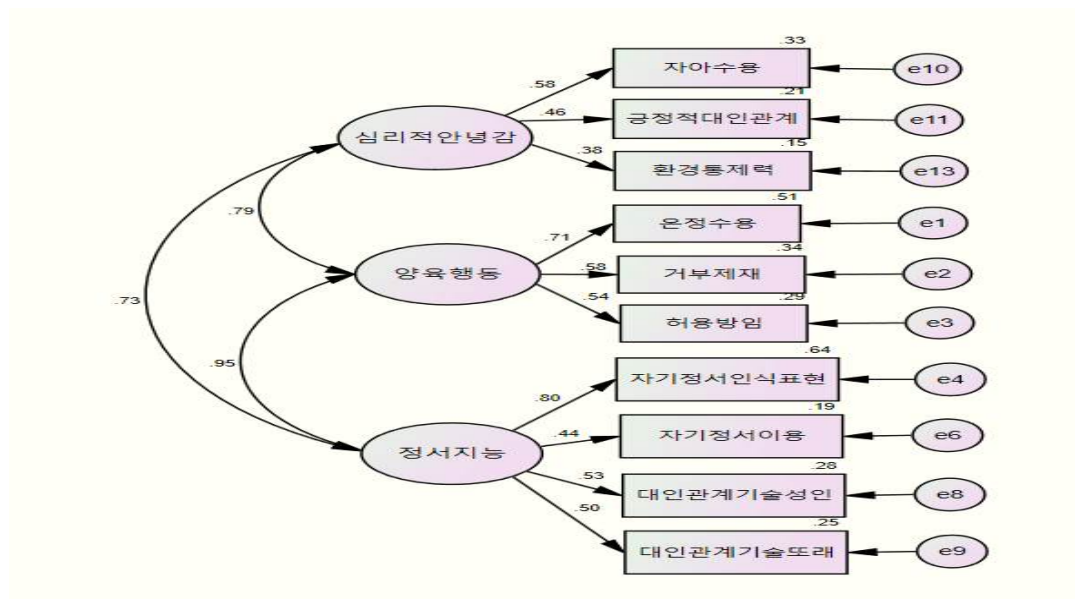 .33
자아수용
e10
.58
.21
.46
긍정적대인관계
e11
심리적안녕감
.15
.38
환경통제력
e13
.51
.79
.71
온정수용
e1
.34
양육행동
.58
거부제재
e2
.29
.73
.54
허용방임
e3
.64
.95
.80
자기정서인식표현
e4
.19
.44
자기정서이용
e6
정서지능
.28
.53
대인관계기술성인
e8
.50
.25
대인관계기술또래
e9